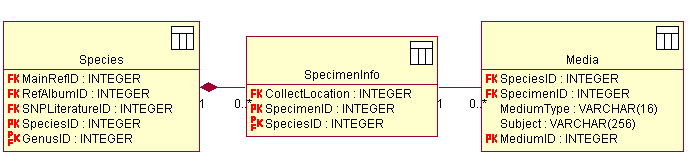 Species
FK MainRefID : INTEGER
FK RefAlbumID : INTEGER
FK SNPLiteratureID : INTEGER
PK SpeciesID : INTEGER
PF K GenusID : INTEGER
1
0..*
SpecimenInfo
FK CollectLocation : INTEGER
PK SpecimenID : INTEGER
PF K SpeciesID : INTEGER
1
0..*
Media
FK SpeciesID : INTEGER
FK SpecimenID : INTEGER
MediumType : VARCHAR(16)
Subject : VARCHAR(256)
PK MediumID : INTEGER